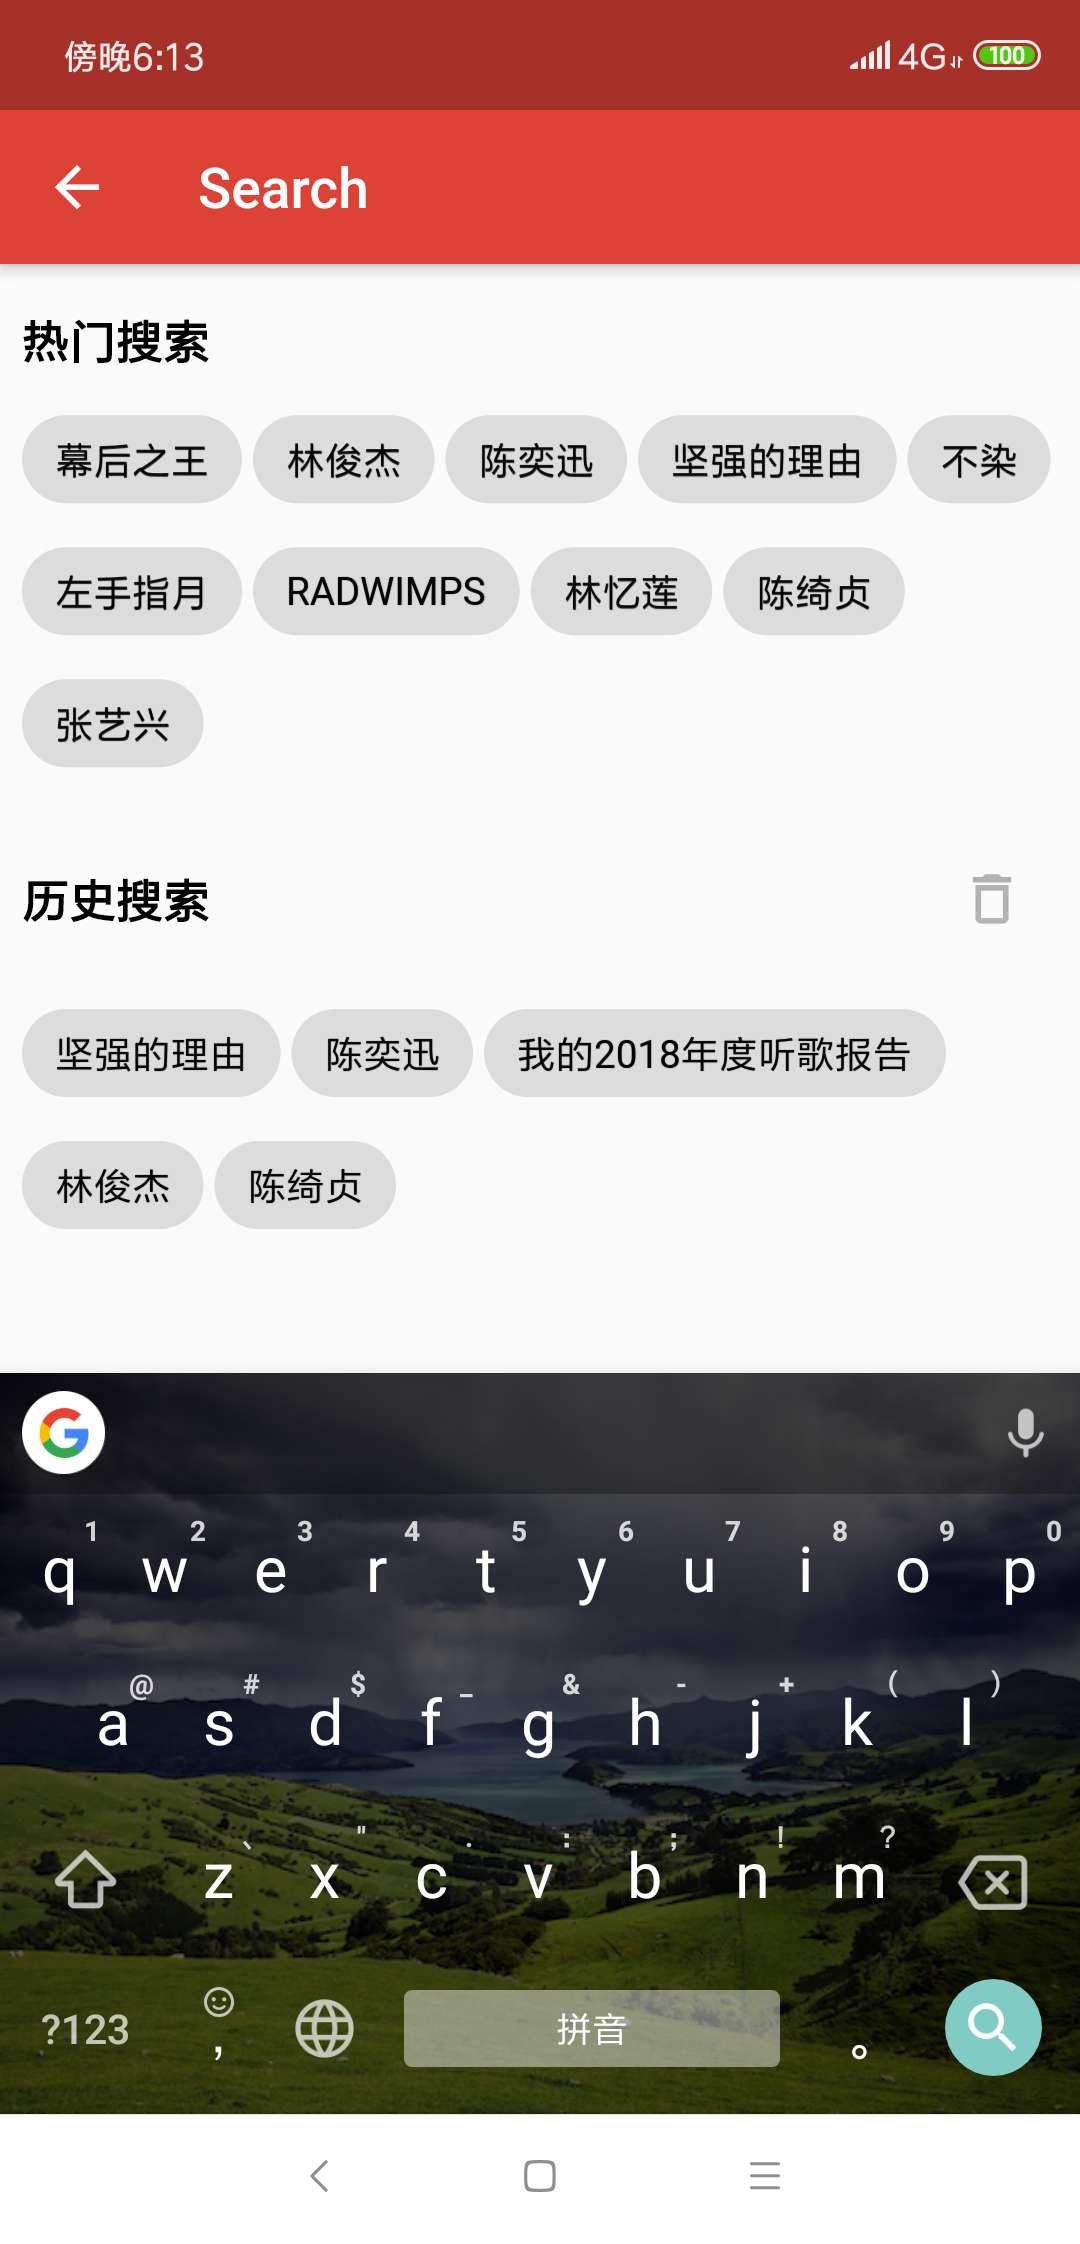 傍晚6:13 4G 100
Search
热门搜索
幕后之王 林俊杰 陈奕迅 坚强的理由 不染
左手指月 RADWIMPS 林忆莲 陈绮贞
张艺兴
历史搜索
坚强的理由 陈奕迅 我的2018年度听歌报告
林俊杰 陈绮贞
G
1 2 3 4 5 6 7 8 9 0
q w e r t y u i o p
@ # $ _ & - + ( )
a s d f g h j k l
、 " . : ; ! ?
z x c v b n m
?123 , 拼音 。